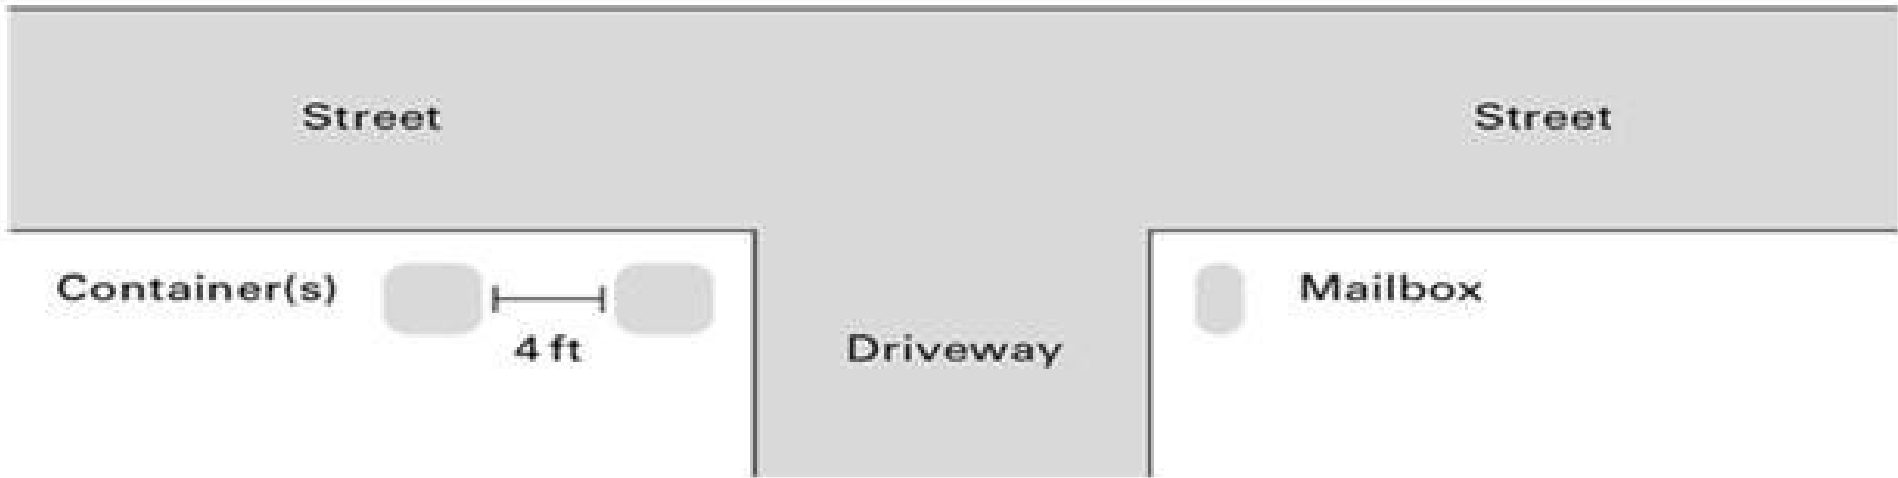 Street
Street
Container(s)
4 ft
Driveway
Mailbox